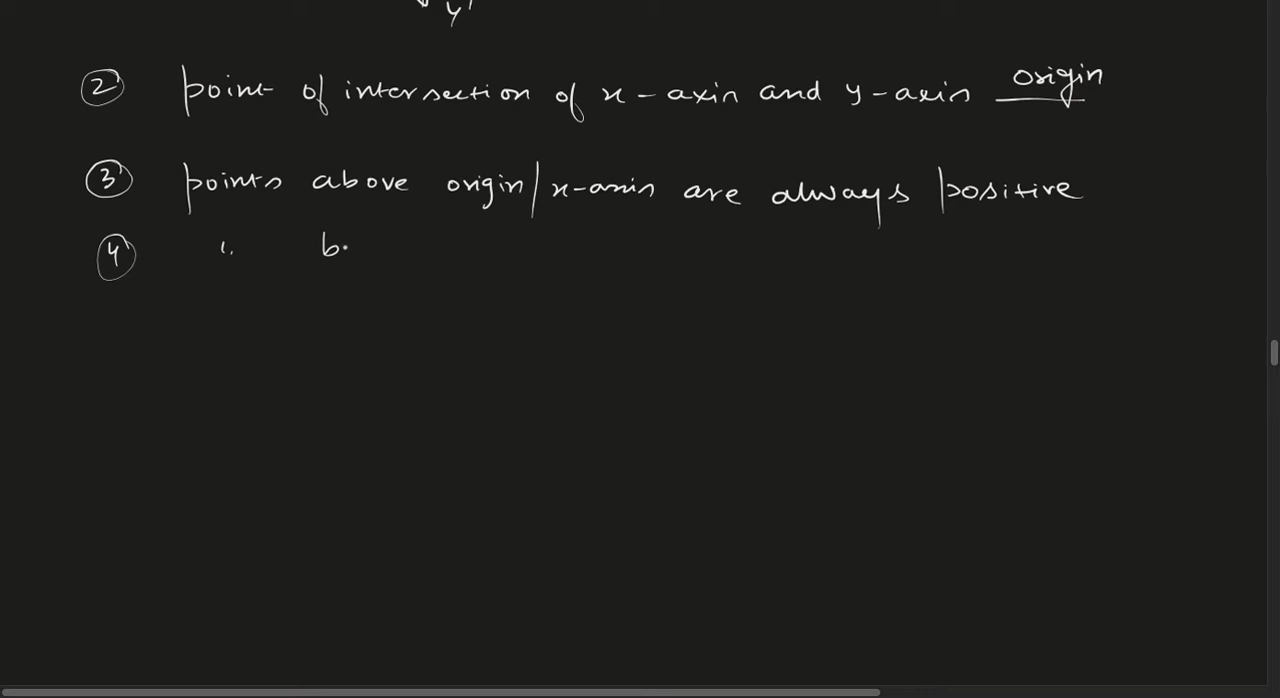 y'
② point of intersection of x-axis and y-axis origin
③ points above origin/x-axis are always positive
④ " b